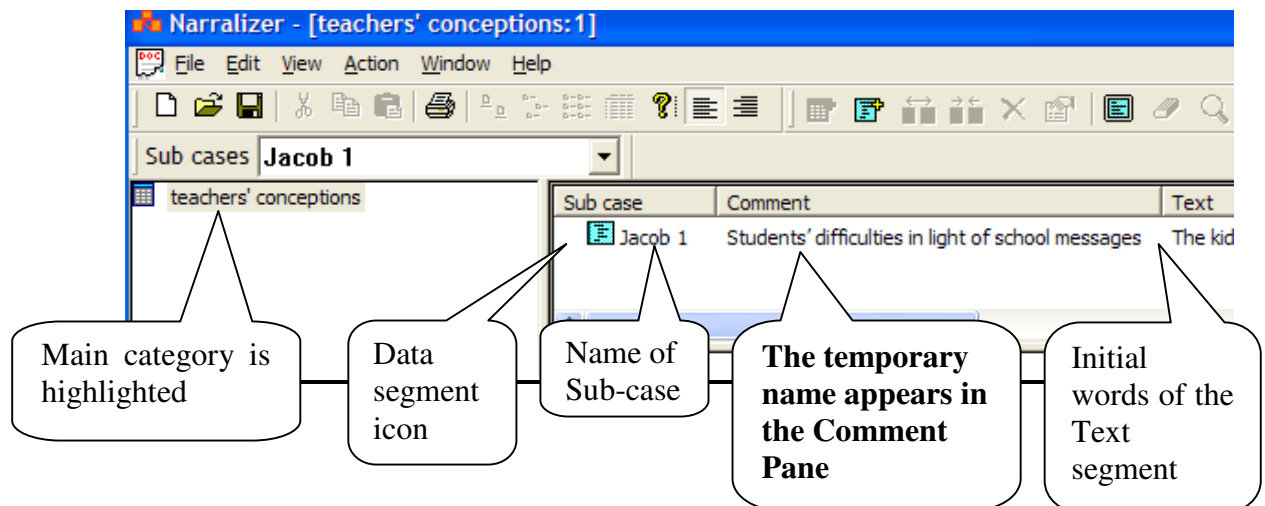 Narralizer - [teachers' conceptions:1]
File Edit View Action Window Help
Sub cases Jacob 1
teachers' conceptions
Sub case Comment Text
Jacob 1 Students' difficulties in light of school messages The kid
Main category is
highlighted
Data
segment
icon
Name of
Sub-case
The temporary
name appears in
the Comment
Pane
Initial
words of the
Text
segment